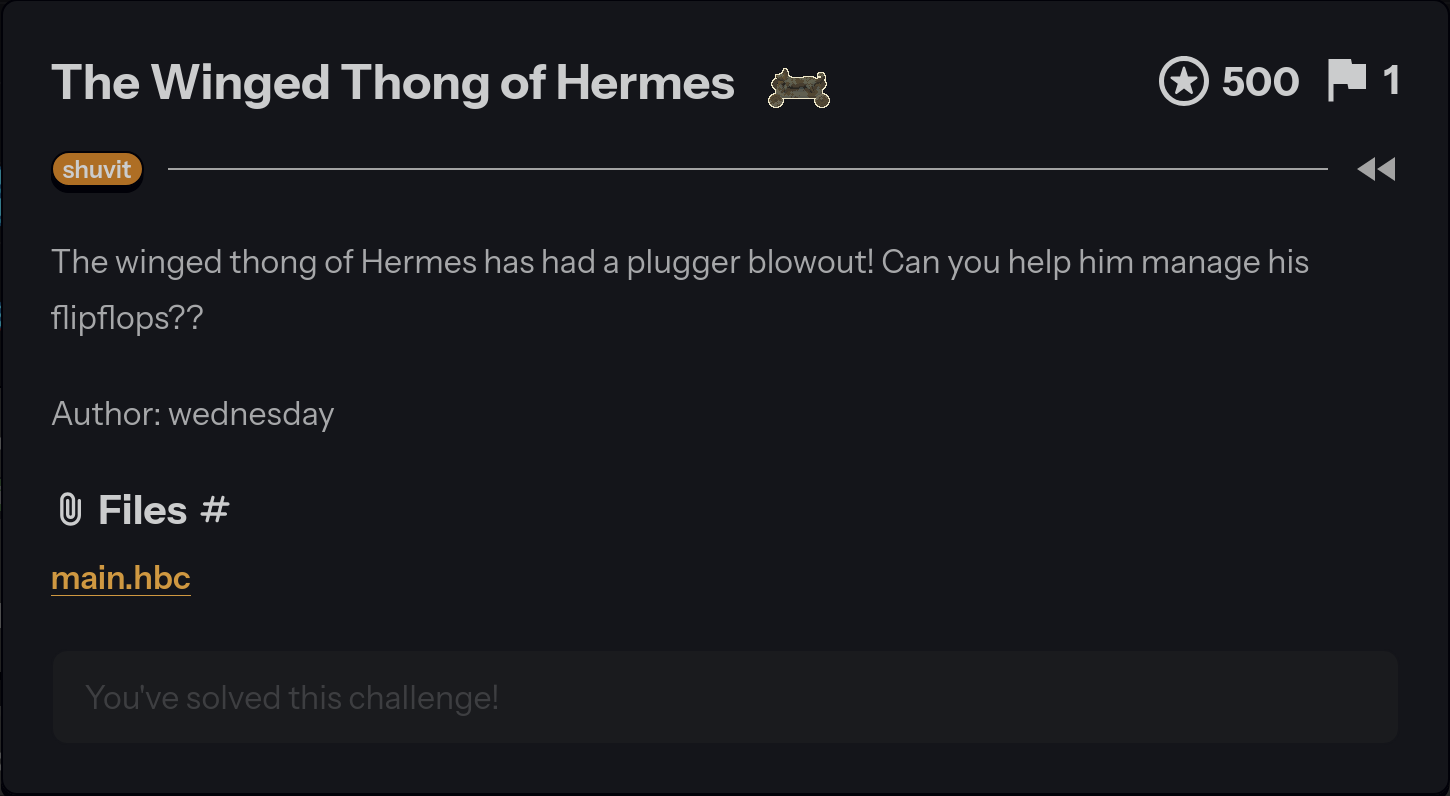 The Winged Thong of Hermes 500 1
shuvit
The winged thong of Hermes has had a plugger blowout! Can you help him manage his
flipflops??
Author: wednesday
Files #
main.hbc
You've solved this challenge!